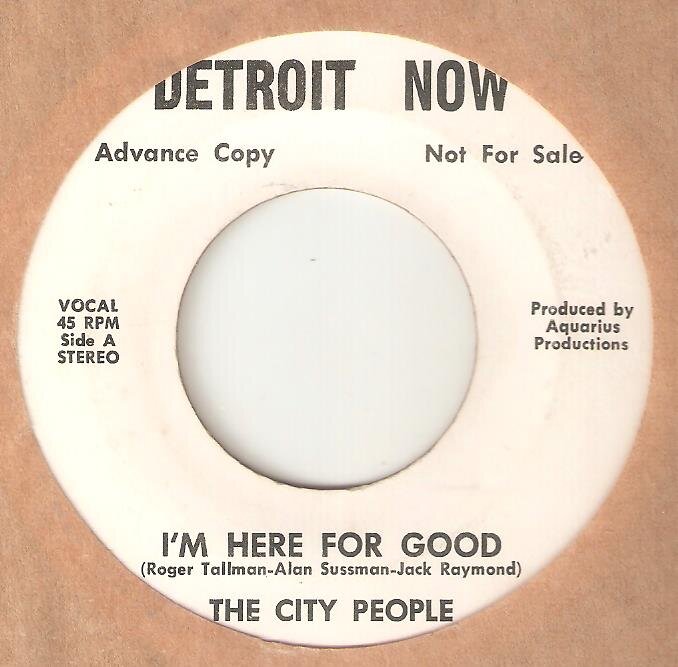 DETROIT NOW
Advance Copy Not For Sale
VOCAL
45 RPM
Side A
STEREO
Produced by
Aquarius
Productions
I'M HERE FOR GOOD
(Roger Tallman-Alan Sussman-Jack Raymond)
THE CITY PEOPLE